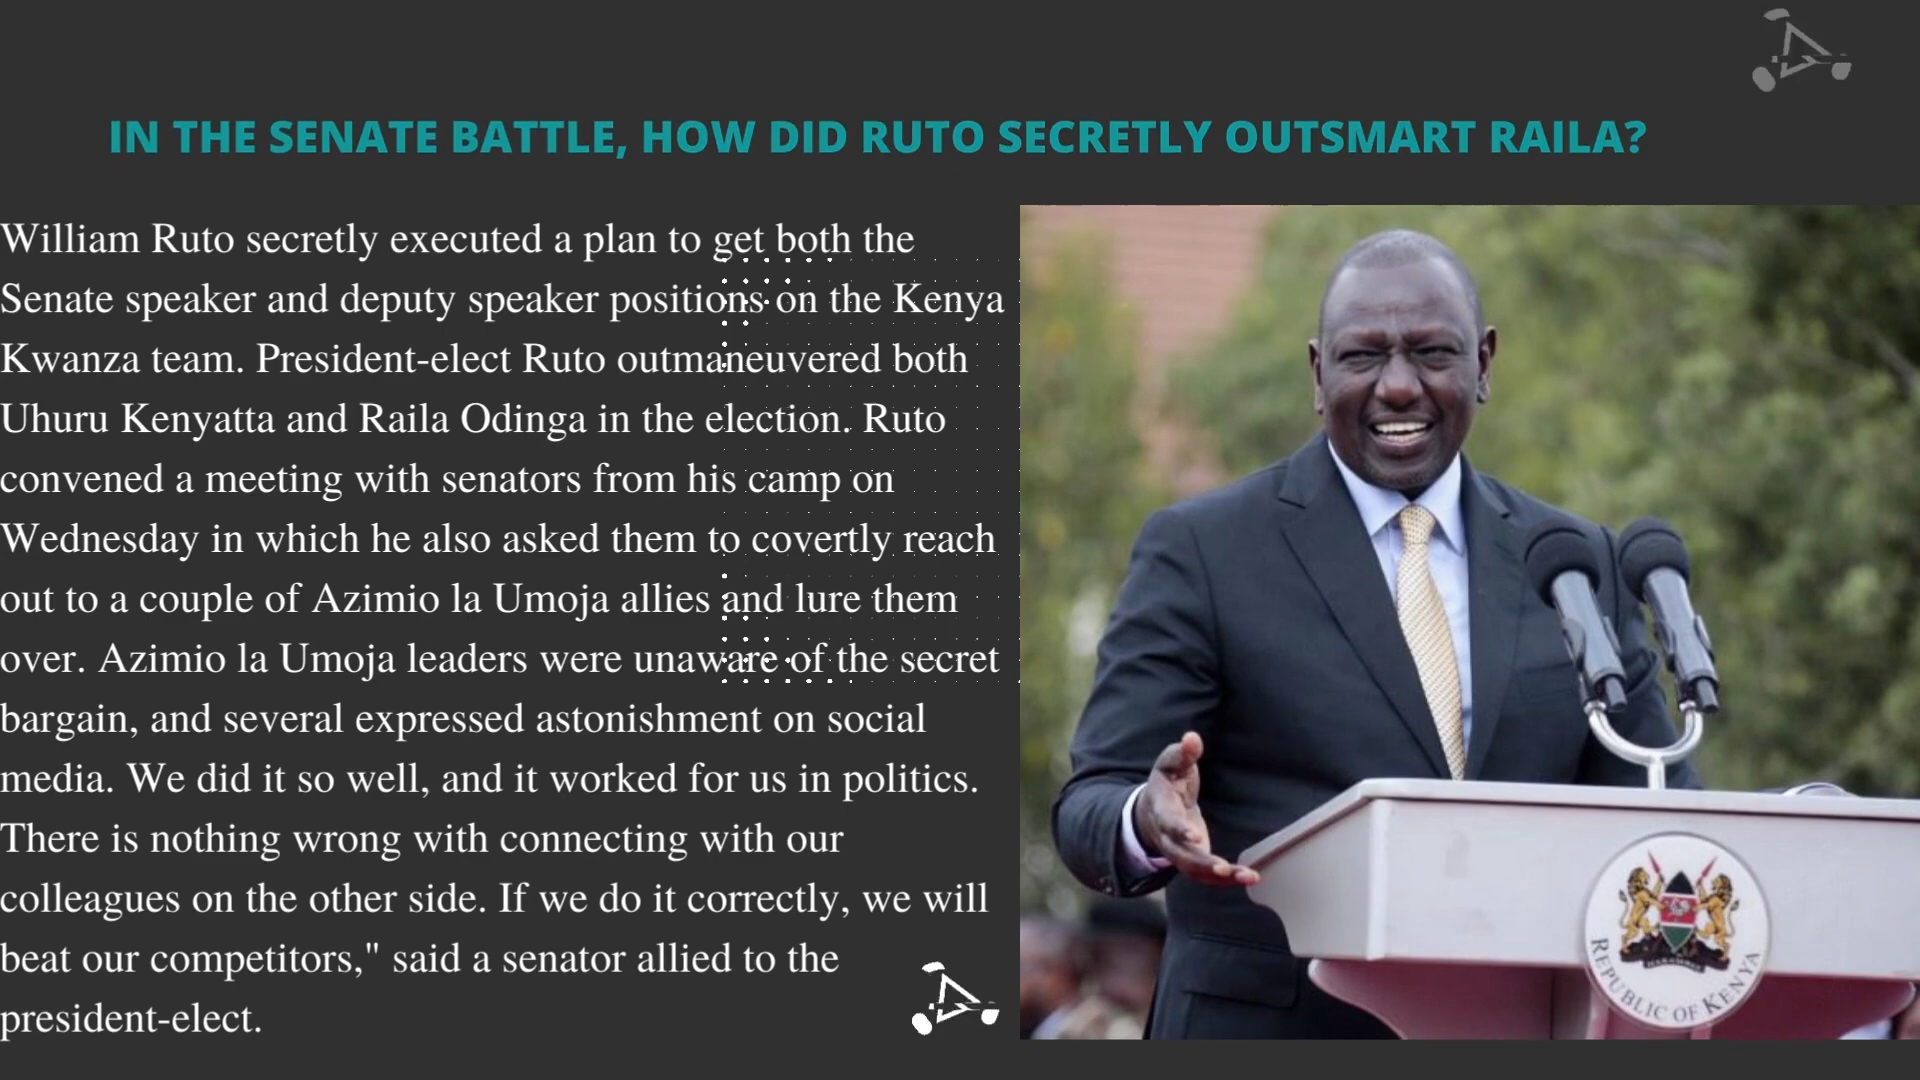 IN THE SENATE BATTLE, HOW DID RUTO SECRETLY OUTSMART RAILA?
William Ruto secretly executed a plan to get both the
Senate speaker and deputy speaker positions on the Kenya
Kwanza team. President-elect Ruto outmaneuvered both
Uhuru Kenyatta and Raila Odinga in the election. Ruto
convened a meeting with senators from his camp on
Wednesday in which he also asked them to covertly reach
out to a couple of Azimio la Umoja allies and lure them
over. Azimio la Umoja leaders were unaware of the secret
bargain, and several expressed astonishment on social
media. We did it so well, and it worked for us in politics.
There is nothing wrong with connecting with our
colleagues on the other side. If we do it correctly, we will
beat our competitors," said a senator allied to the
president-elect.
REPUBLIC OF KENYA